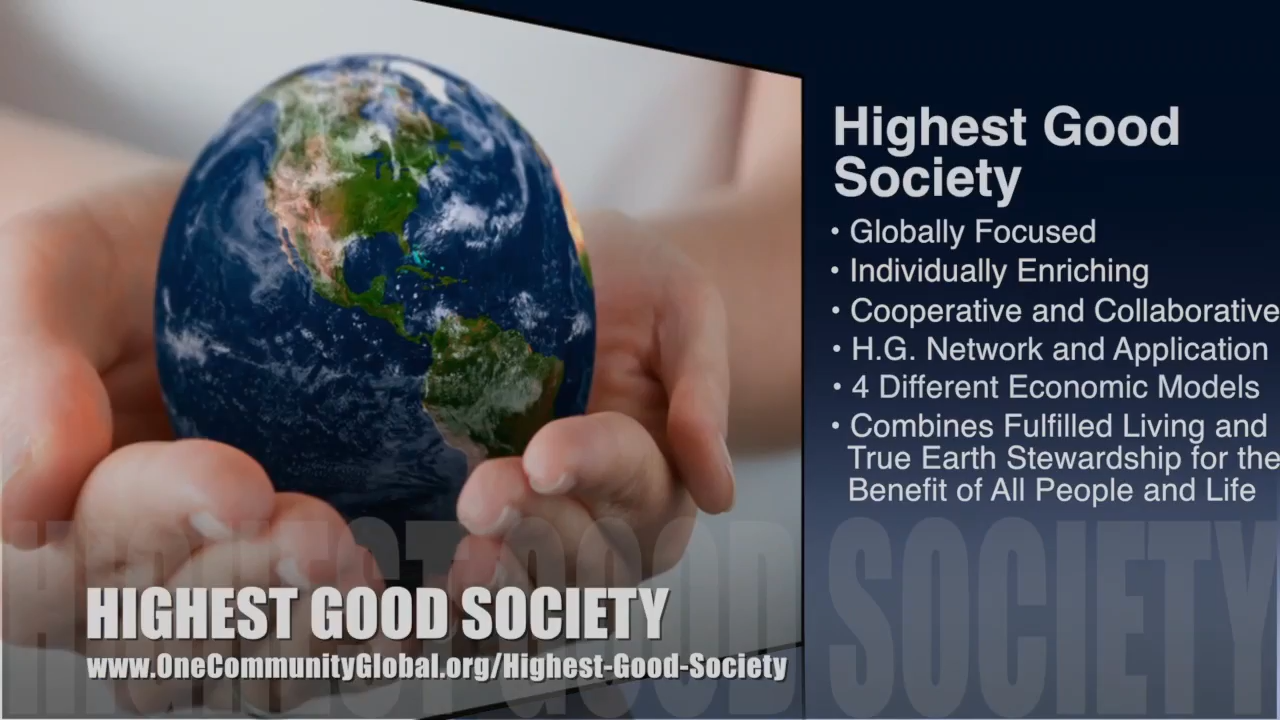 Highest Good
Society
• Globally Focused
• Individually Enriching
• Cooperative and Collaborative
• H.G. Network and Application
• 4 Different Economic Models
• Combines Fulfilled Living and
True Earth Stewardship for the
Benefit of All People and Life
HIGHEST GOOD SOCIETY
HIGHEST GOOD SOCIETY
www.OneCommunityGlobal.org/Highest-Good-Society